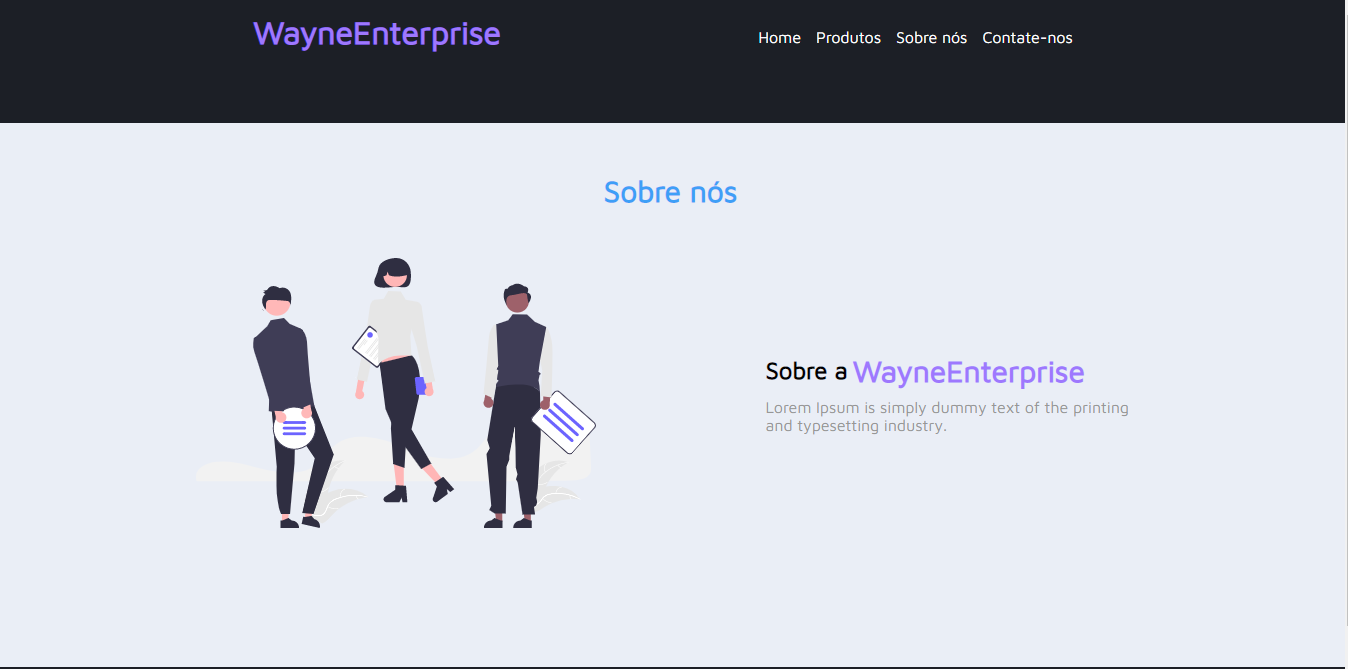 WayneEnterprise
Home Produtos Sobre nós Contate-nos
Sobre nós
Sobre a WayneEnterprise
Lorem Ipsum is simply dummy text of the printing
and typesetting industry.